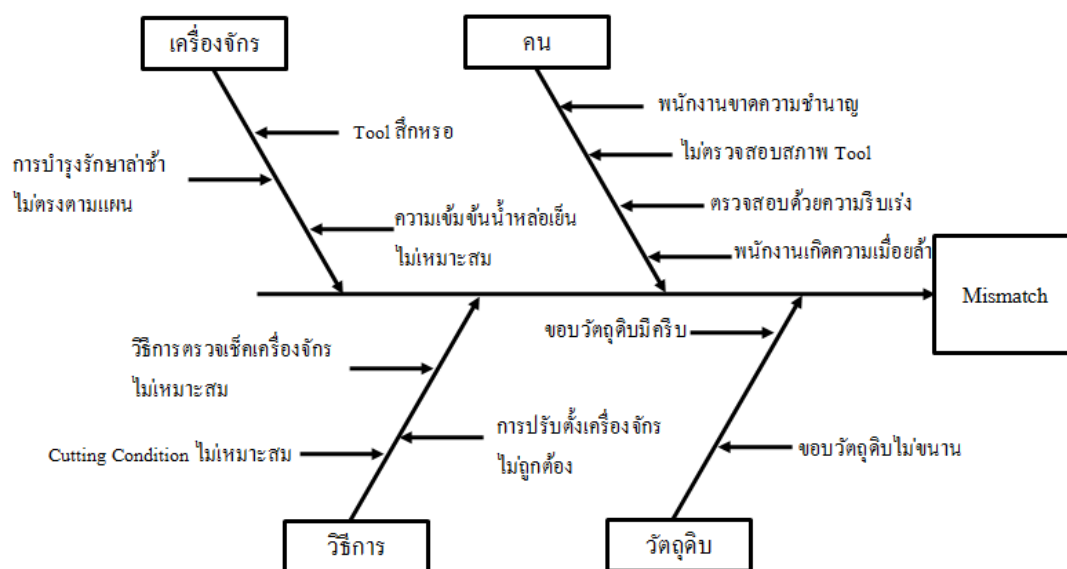 เครื่องจักร
คน
Tool สึกหรอ
การบำรุงรักษาล่าช้า
ไม่ตรงตามแผน
ความเข้มข้นน้ำหล่อเย็น
ไม่เหมาะสม
พนักงานขาดความชำนาญ
ไม่ตรวจสอบสภาพ Tool
ตรวจสอบด้วยความรีบเร่ง
พนักงานเกิดความเมื่อยล้า
Mismatch
วิธีการตรวจเช็คเครื่องจักร
ไม่เหมาะสม
Cutting Condition ไม่เหมาะสม
การปรับตั้งเครื่องจักร
ไม่ถูกต้อง
ขอบวัตถุดิบมีครีบ
ขอบวัตถุดิบไม่ขนาน
วิธีการ
วัตถุดิบ